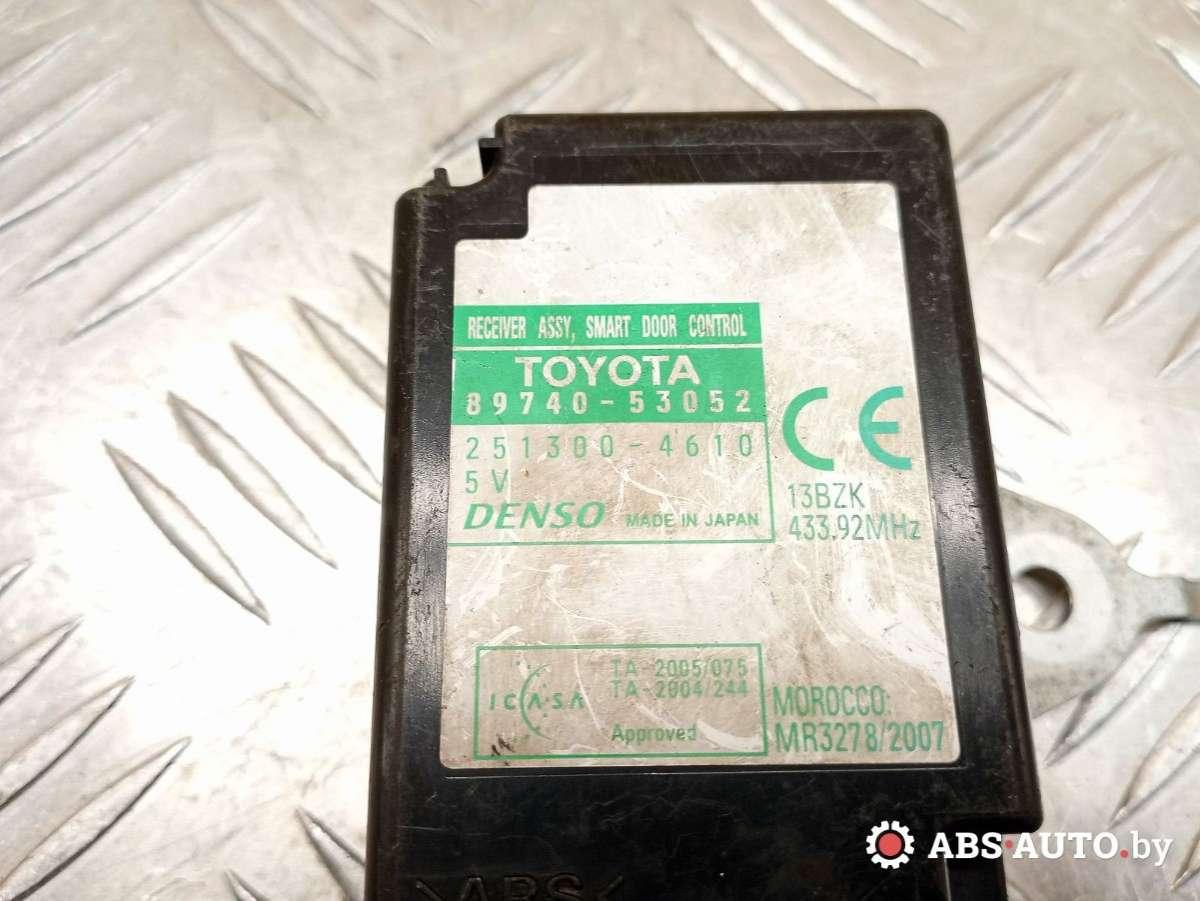 RECEIVER ASSY, SMART DOOR CONTROL
TOYOTA
89740-53052
251300-4610
5V
DENSO MADE IN JAPAN
CE
13BZK
433.92MHz
ICASA
TA-2005/075
TA-2004/244
Approved
MOROCCO:
MR3278/2007
>ABS<
ABS-AUTO.by